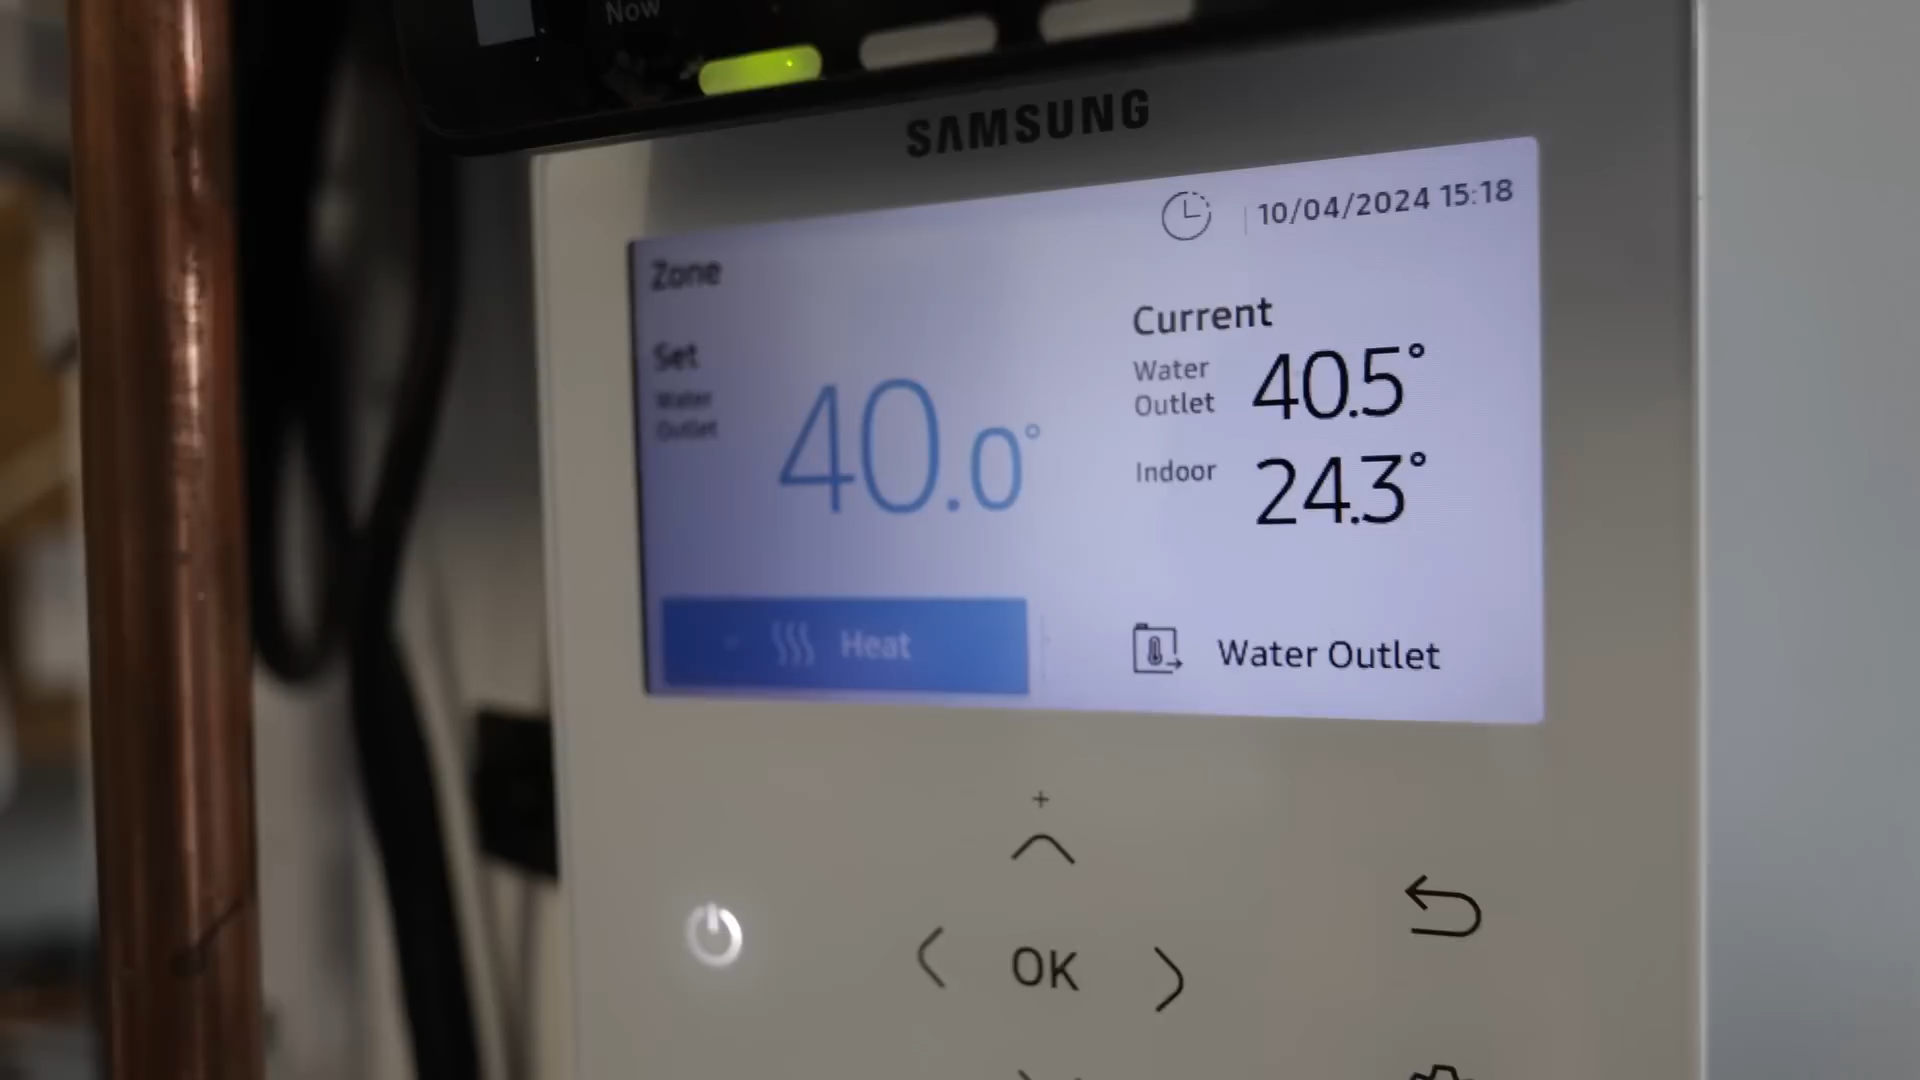 Now
SAMSUNG
10/04/2024 15:18
Zone
Set
Water
Outlet
40.0°
Heat
Current
Water
Outlet
40.5°
Indoor
24.3°
Water Outlet
+
OK